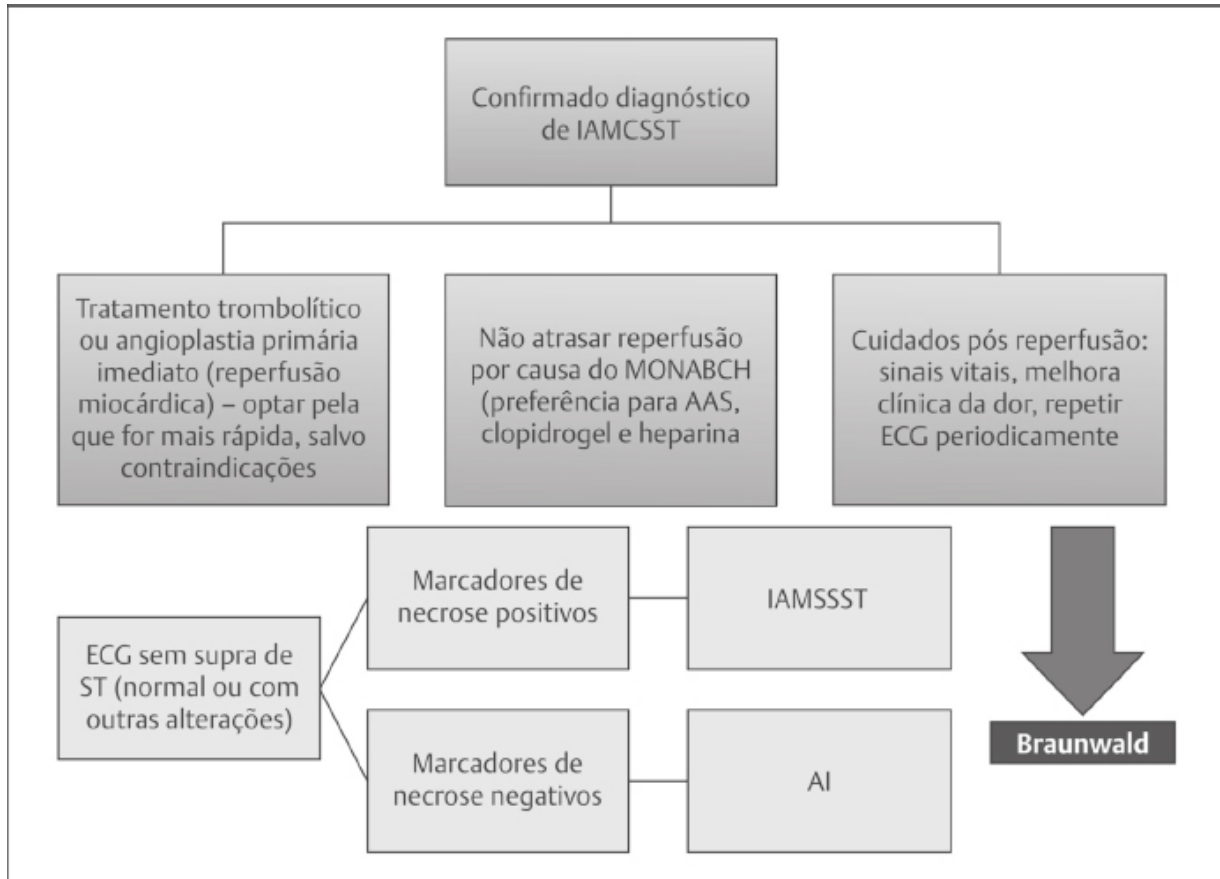 Confirmado diagnóstico
de IAMCSST
Tratamento trombolítico
ou angioplastia primária
imediato (reperfusão
miocárdica) – optar pela
que for mais rápida, salvo
contraindicações
Não atrasar reperfusão
por causa do MONABCH
(preferência para AAS,
clopidrogel e heparina
Cuidados pós reperfusão:
sinais vitais, melhora
clínica da dor, repetir
ECG periodicamente
ECG sem supra de
ST (normal ou com
outras alterações)
Marcadores de
necrose positivos
IAMSSST
Marcadores de
necrose negativos
AI
Braunwald